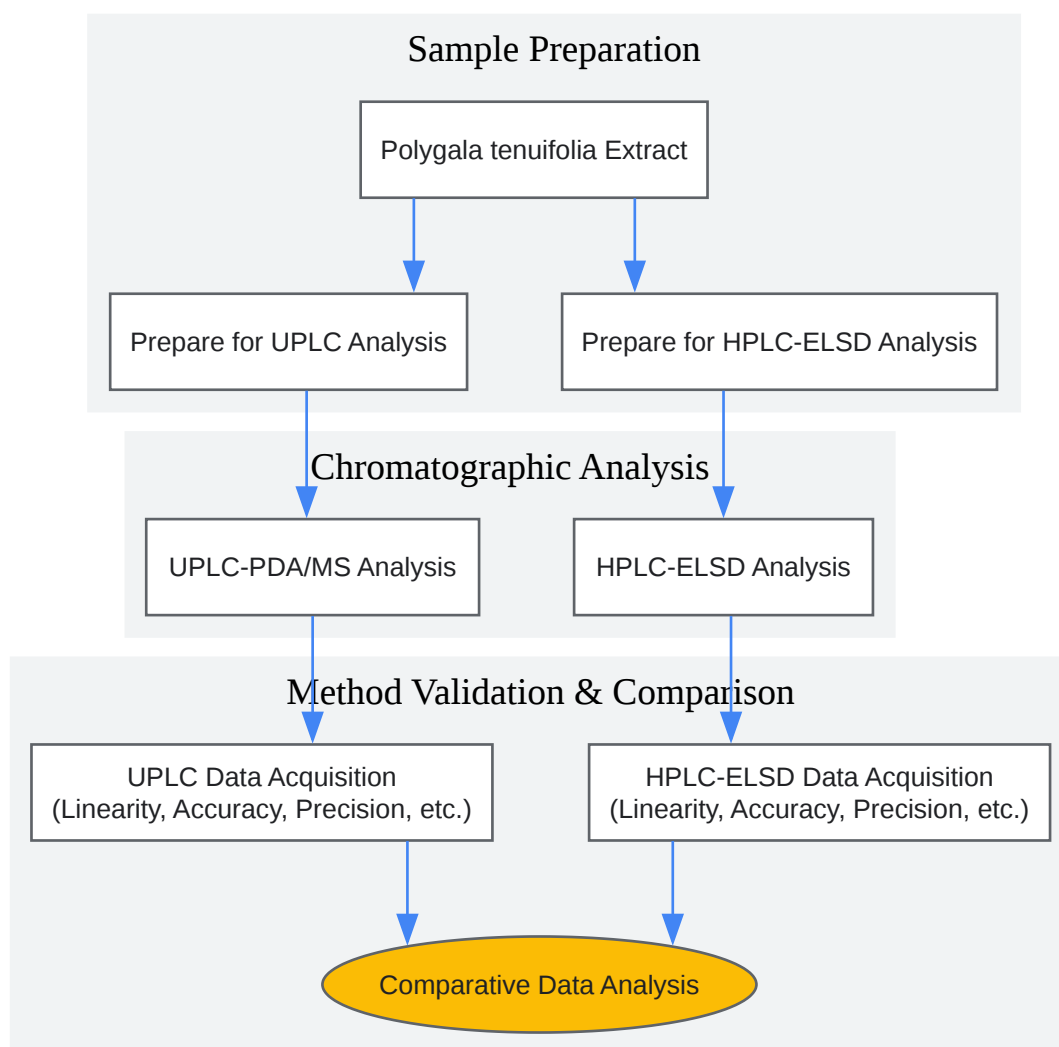 Sample Preparation
Polygala tenuifolia Extract
Prepare for UPLC Analysis
Prepare for HPLC-ELSD Analysis
Chromatographic Analysis
UPLC-PDA/MS Analysis
HPLC-ELSD Analysis
Method Validation & Comparison
UPLC Data Acquisition
(Linearity, Accuracy, Precision, etc.)
HPLC-ELSD Data Acquisition
(Linearity, Accuracy, Precision, etc.)
Comparative Data Analysis